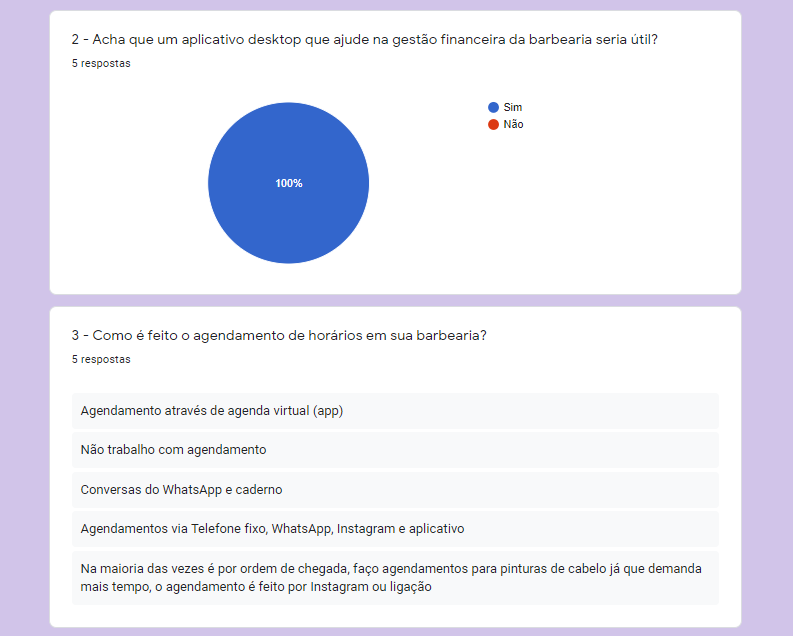 2 - Acha que um aplicativo desktop que ajude na gestão financeira da barbearia seria útil?
5 respostas
Sim
Não
100%
3 - Como é feito o agendamento de horários em sua barbearia?
5 respostas
Agendamento através de agenda virtual (app)
Não trabalho com agendamento
Conversas do WhatsApp e caderno
Agendamentos via Telefone fixo, WhatsApp, Instagram e aplicativo
Na maioria das vezes é por ordem de chegada, faço agendamentos para pinturas de cabelo já que demanda
mais tempo, o agendamento é feito por Instagram ou ligação